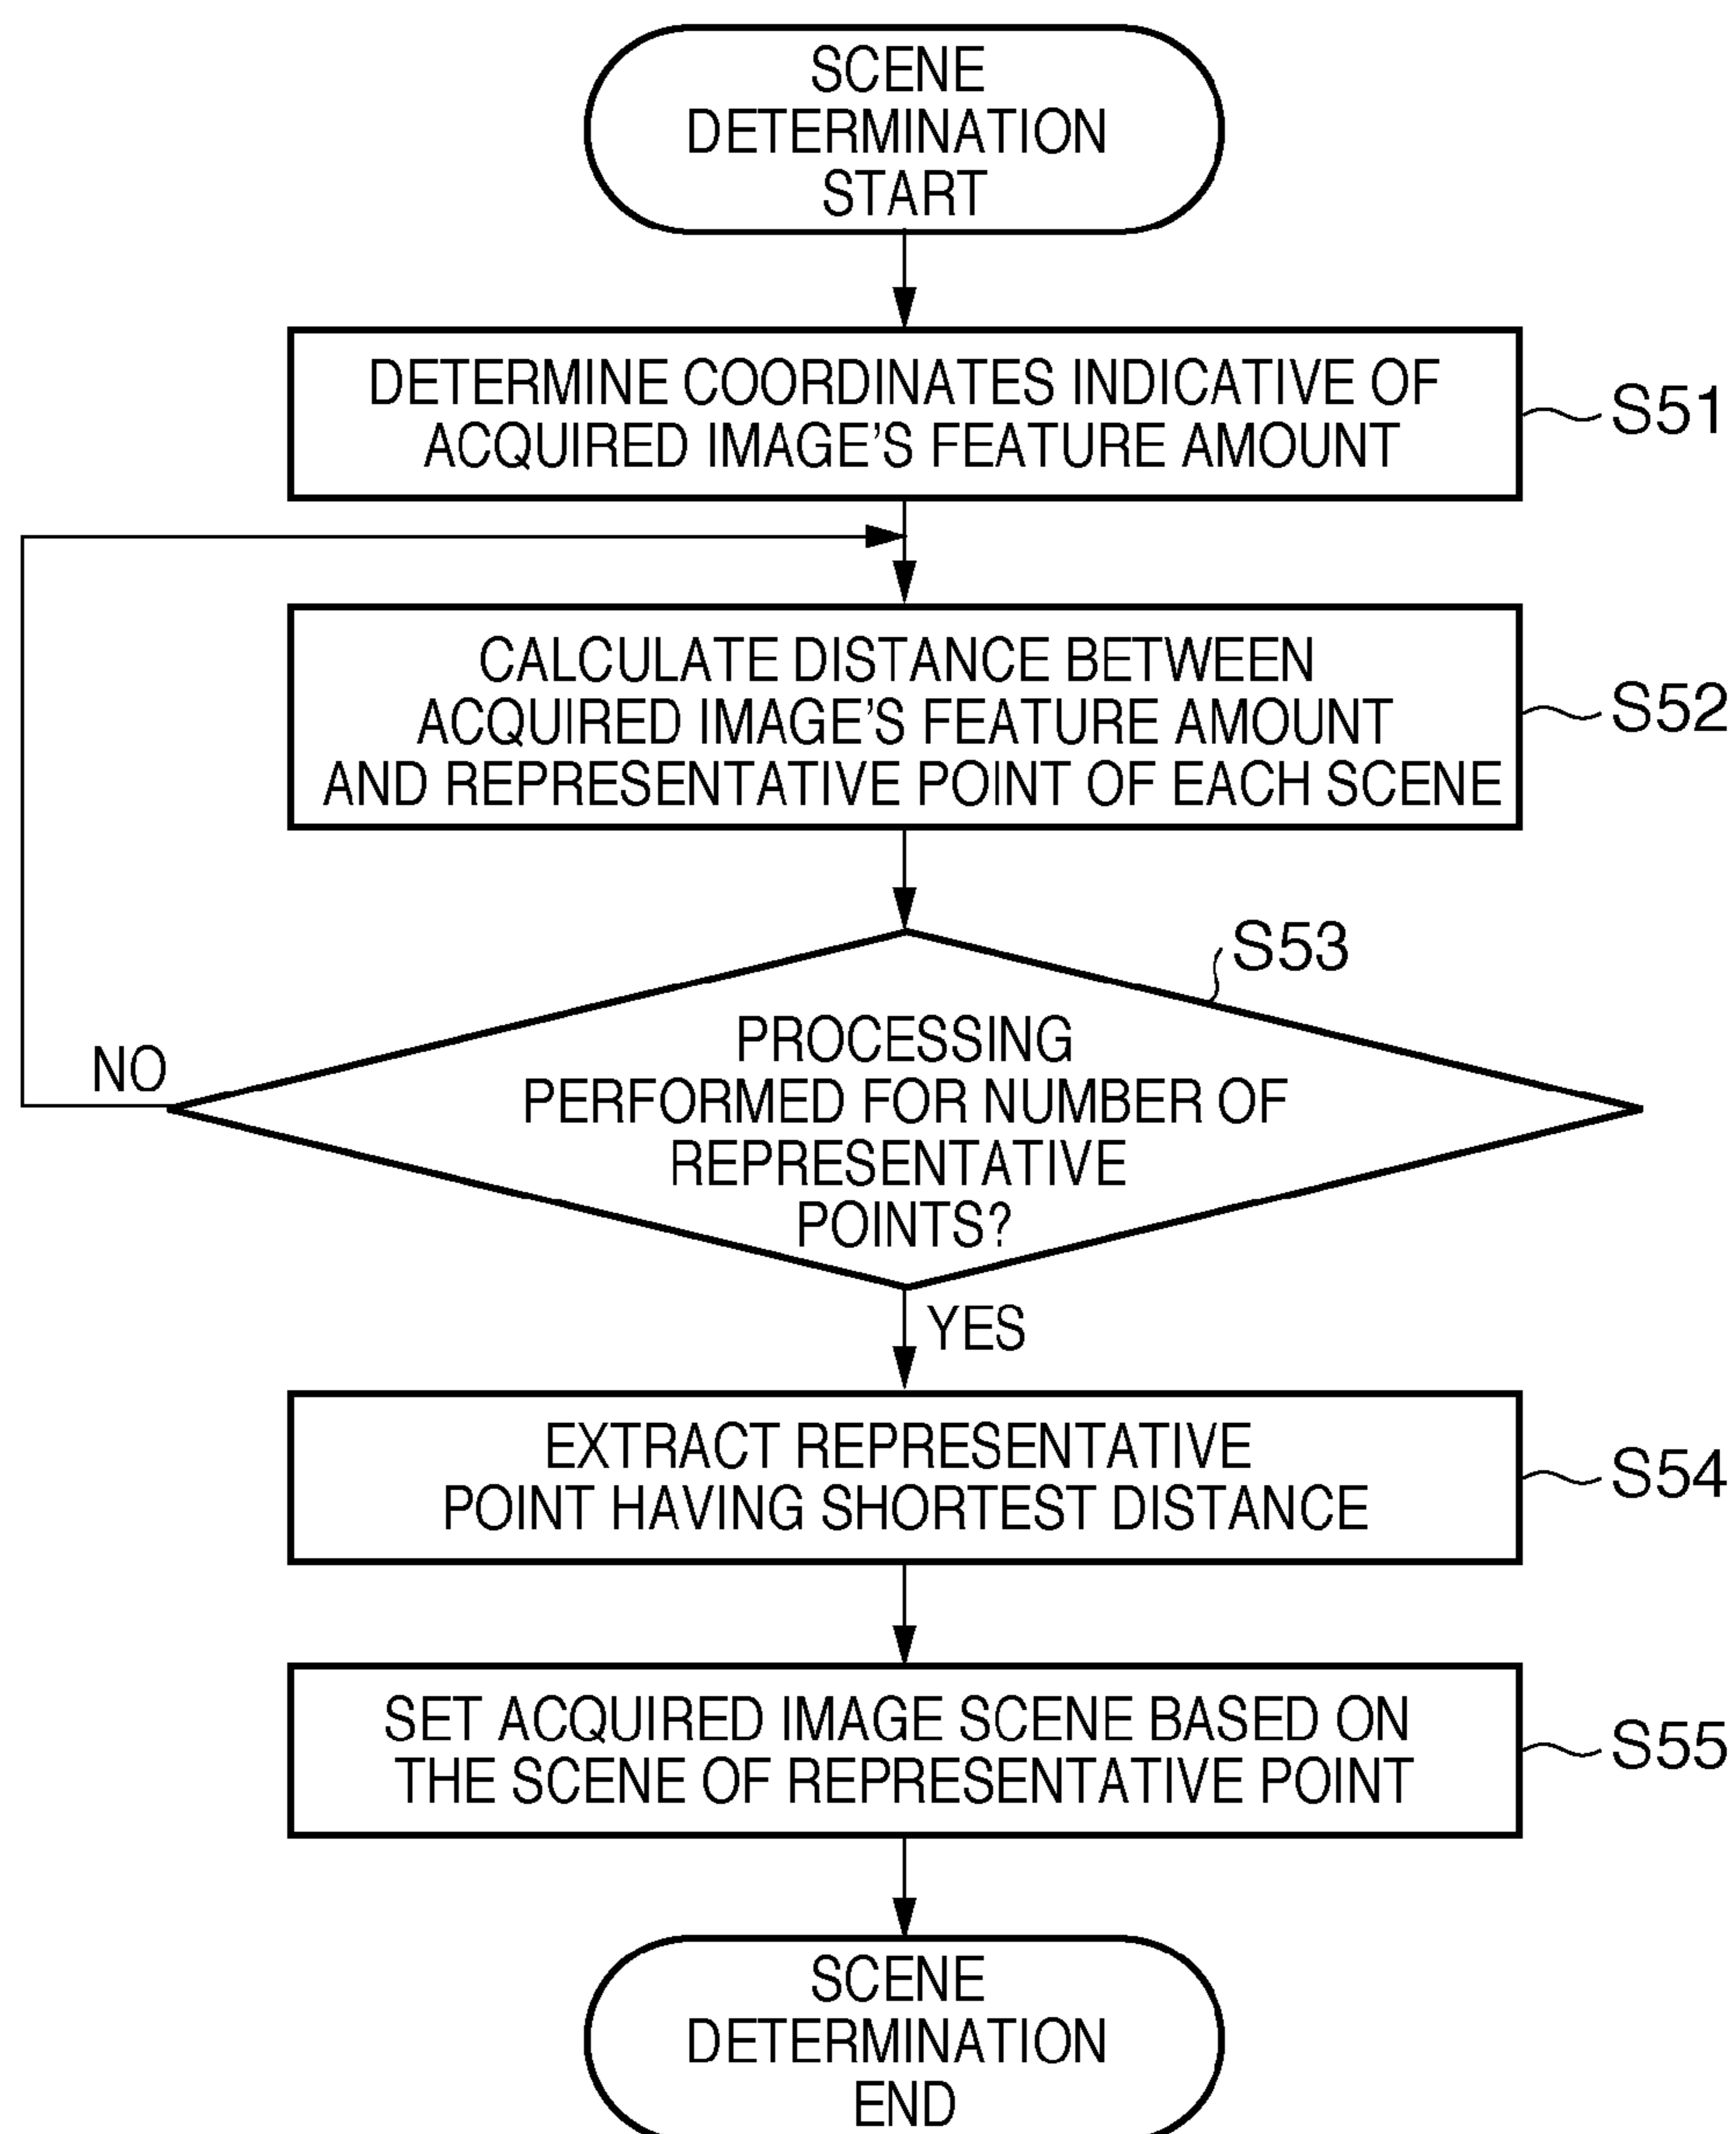 SCENE
DETERMINATION
START
DETERMINE COORDINATES INDICATIVE OF
ACQUIRED IMAGE’S FEATURE AMOUNT
S51
CALCULATE DISTANCE BETWEEN
ACQUIRED IMAGE’S FEATURE AMOUNT
AND REPRESENTATIVE POINT OF EACH SCENE
S52
S53
PROCESSING
PERFORMED FOR NUMBER OF
REPRESENTATIVE
POINTS?
NO
YES
EXTRACT REPRESENTATIVE
POINT HAVING SHORTEST DISTANCE
S54
SET ACQUIRED IMAGE SCENE BASED ON
THE SCENE OF REPRESENTATIVE POINT
S55
SCENE
DETERMINATION
END